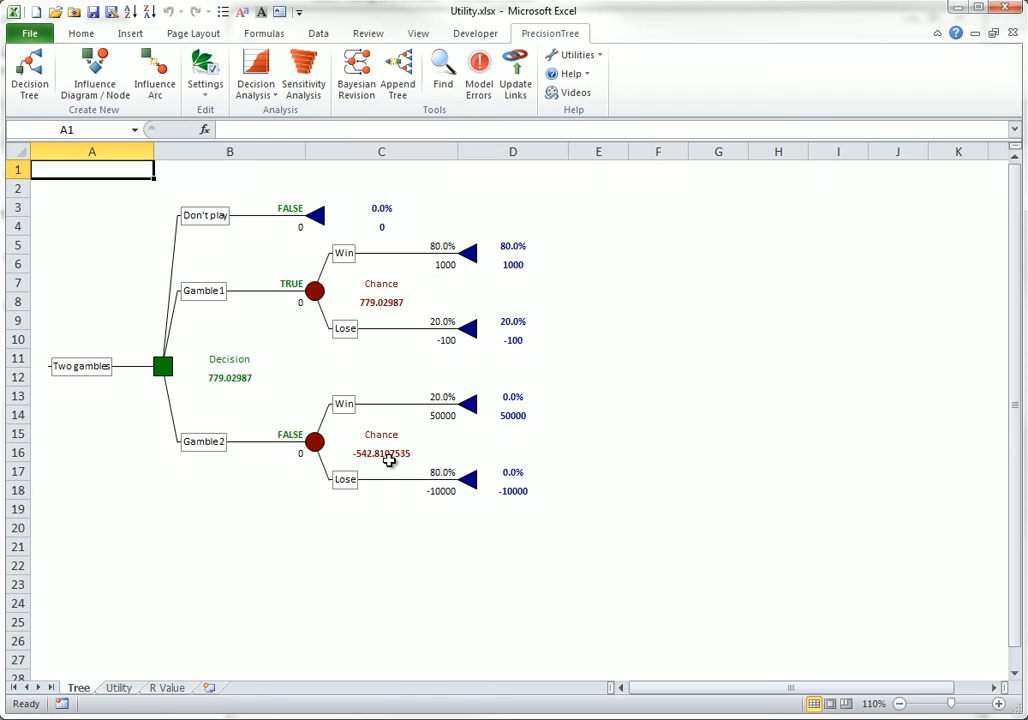 Utility.xlsx - Microsoft Excel
File Home Insert Page Layout Formulas Data Review View Developer PrecisionTree
Decision Tree
Influence Diagram / Node
Influence Arc
Settings
Decision Analysis
Sensitivity Analysis
Bayesian Revision
Append Tree
Find
Model Errors
Update Links
Utilities
Help
Videos
Create New Edit Analysis Tools Help
A1 fx
A B C D E F G H I J K
1
2
3 FALSE 0.0%
Don't play
4 0 0
5 80.0% 80.0%
Win
6 1000 1000
7 TRUE Chance
Gamble1
8 0 779.02987
9 20.0% 20.0%
Lose
10 -100 -100
11 Decision
Two gambles
12 779.02987
13 20.0% 0.0%
Win
14 50000 50000
15 FALSE Chance
Gamble2
16 0 -542.8107535
17 80.0% 0.0%
Lose
18 -10000 -10000
19
20
21
22
23
24
25
26
27
28
Tree Utility R Value
Ready 110%